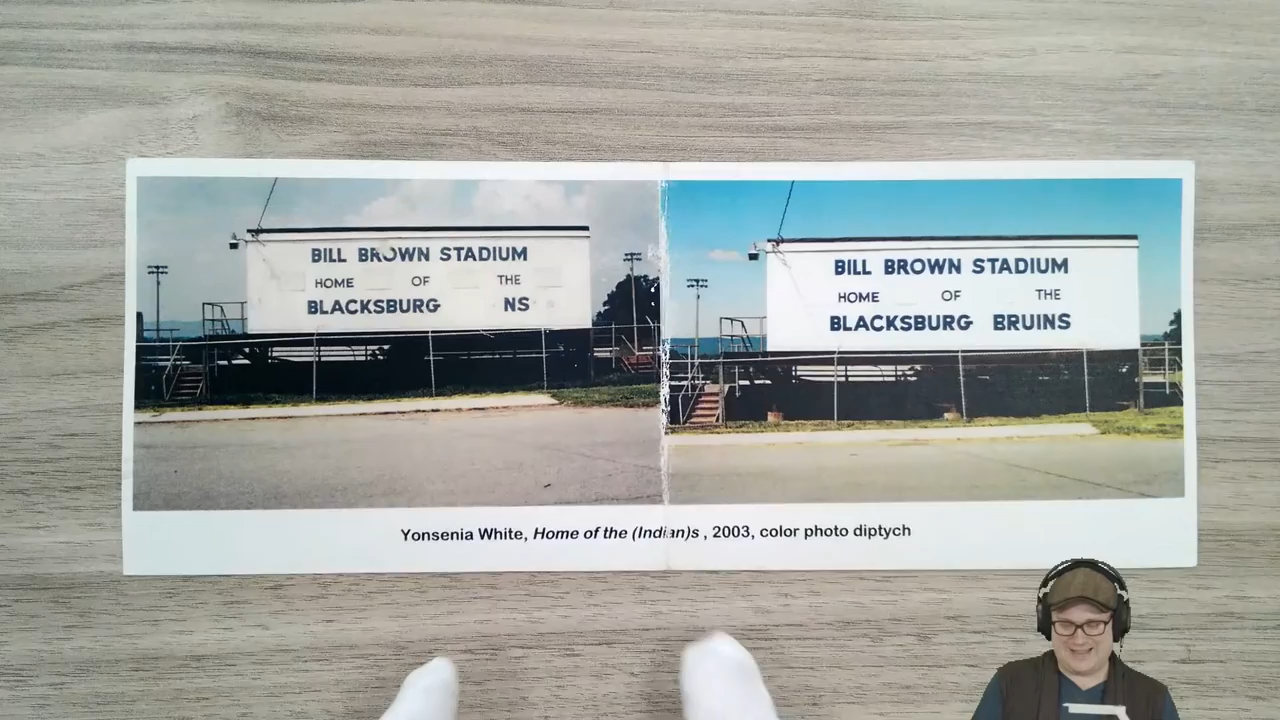 BILL BROWN STADIUM
HOME OF THE
BLACKSBURG NS
BILL BROWN STADIUM
HOME OF THE
BLACKSBURG BRUINS
Yonsenia White, Home of the (Indian)s , 2003, color photo diptych